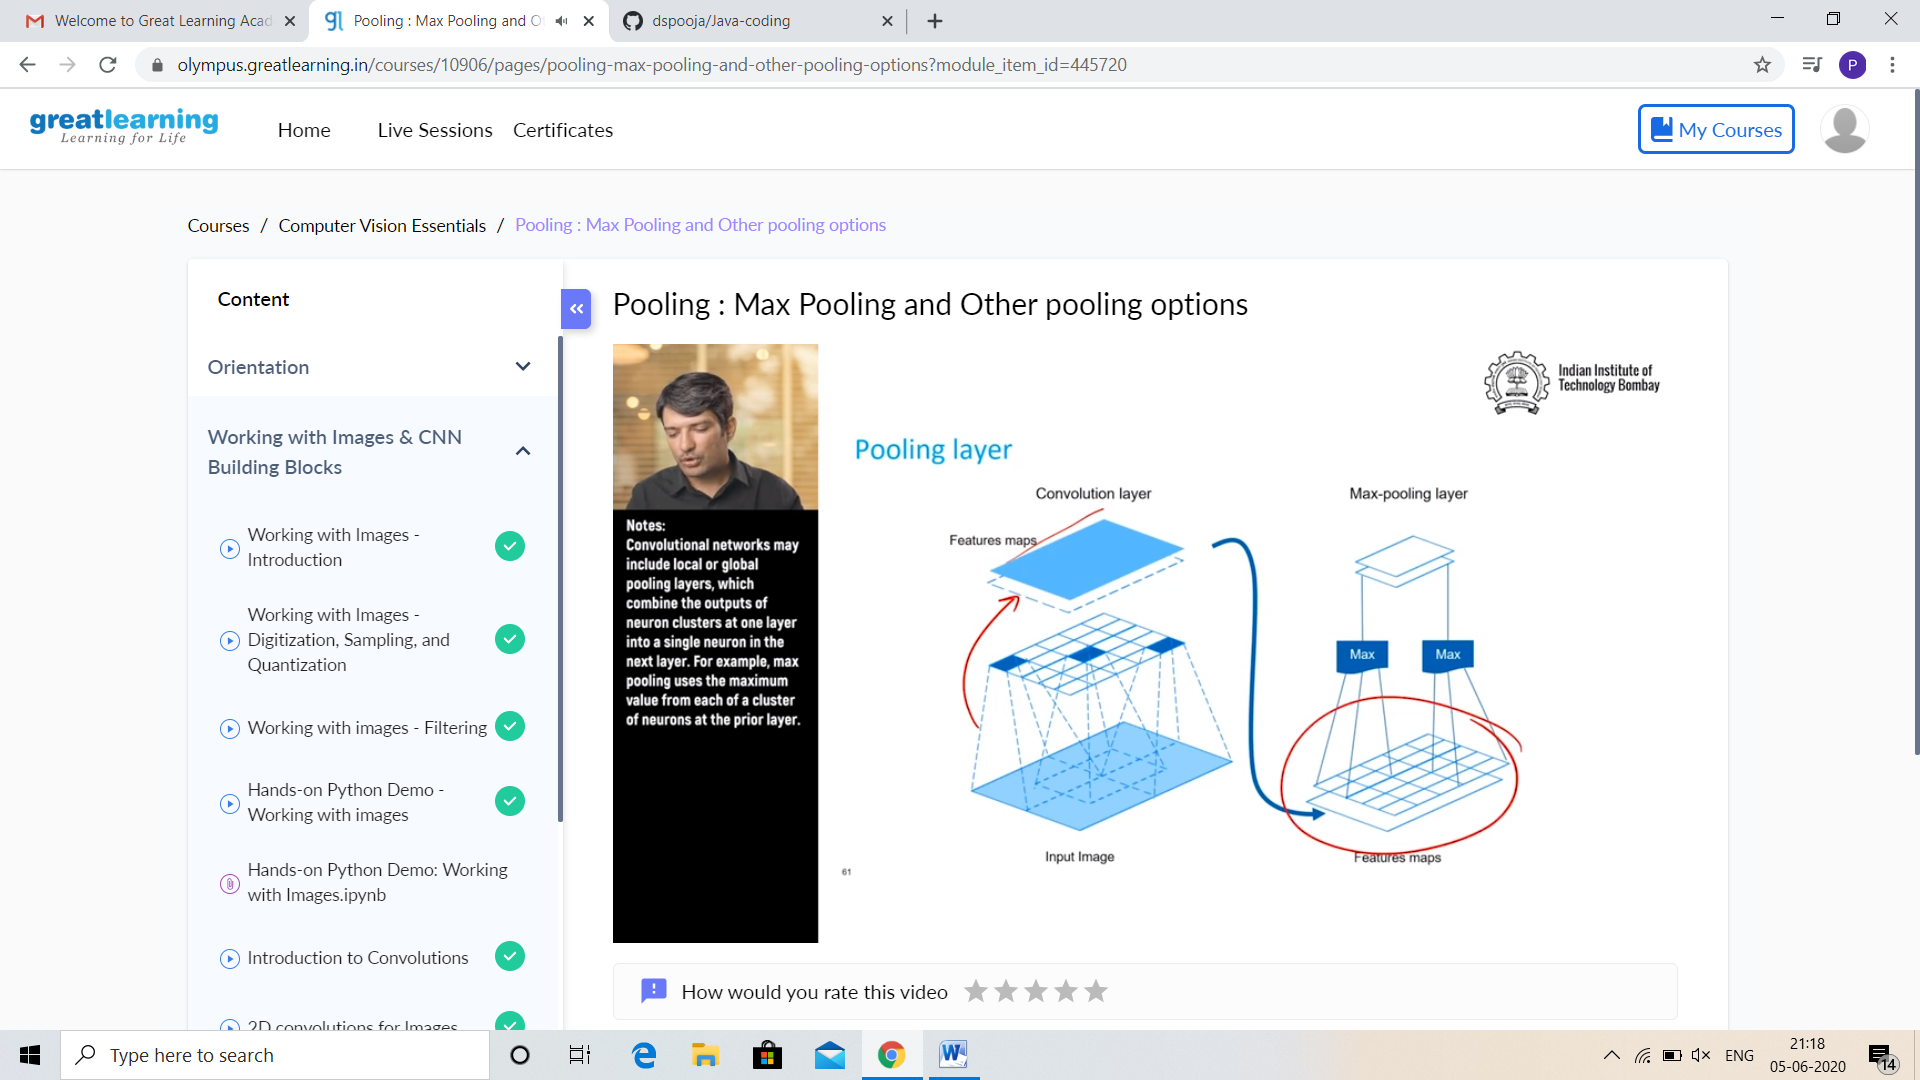 Welcome to Great Learning Acad
Pooling : Max Pooling and O
dspooja/Java-coding
olympus.greatlearning.in/courses/10906/pages/pooling-max-pooling-and-other-pooling-options?module_item_id=445720
P
greatlearning
Learning for Life
Home
Live Sessions
Certificates
My Courses
Courses / Computer Vision Essentials / Pooling : Max Pooling and Other pooling options
Content
Orientation
Working with Images & CNN
Building Blocks
Working with Images -
Introduction
Working with Images -
Digitization, Sampling, and
Quantization
Working with images - Filtering
Hands-on Python Demo -
Working with images
Hands-on Python Demo: Working
with Images.ipynb
Introduction to Convolutions
2D convolutions for Images
Pooling : Max Pooling and Other pooling options
Indian Institute of
Technology Bombay
Notes:
Convolutional networks may
include local or global
pooling layers, which
combine the outputs of
neuron clusters at one layer
into a single neuron in the
next layer. For example, max
pooling uses the maximum
value from each of a cluster
of neurons at the prior layer.
Pooling layer
Convolution layer
Max-pooling layer
Features maps
Max
Max
Input Image
Features maps
61
How would you rate this video
Type here to search
ENG
21:18
05-06-2020
14